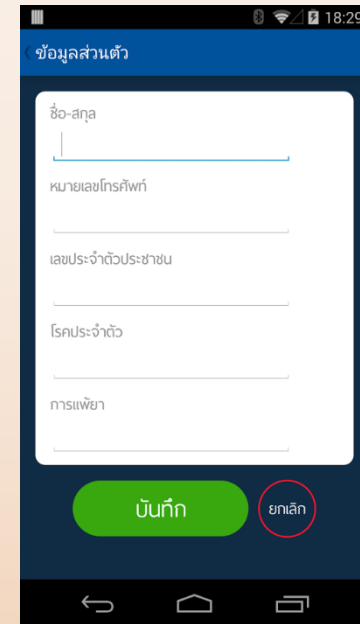 18:29
ข้อมูลส่วนตัว
ชื่อ-สกุล
หมายเลขโทรศัพท์
เลขประจำตัวประชาชน
โรคประจำตัว
การแพ้ยา
บันทึก
ยกเลิก